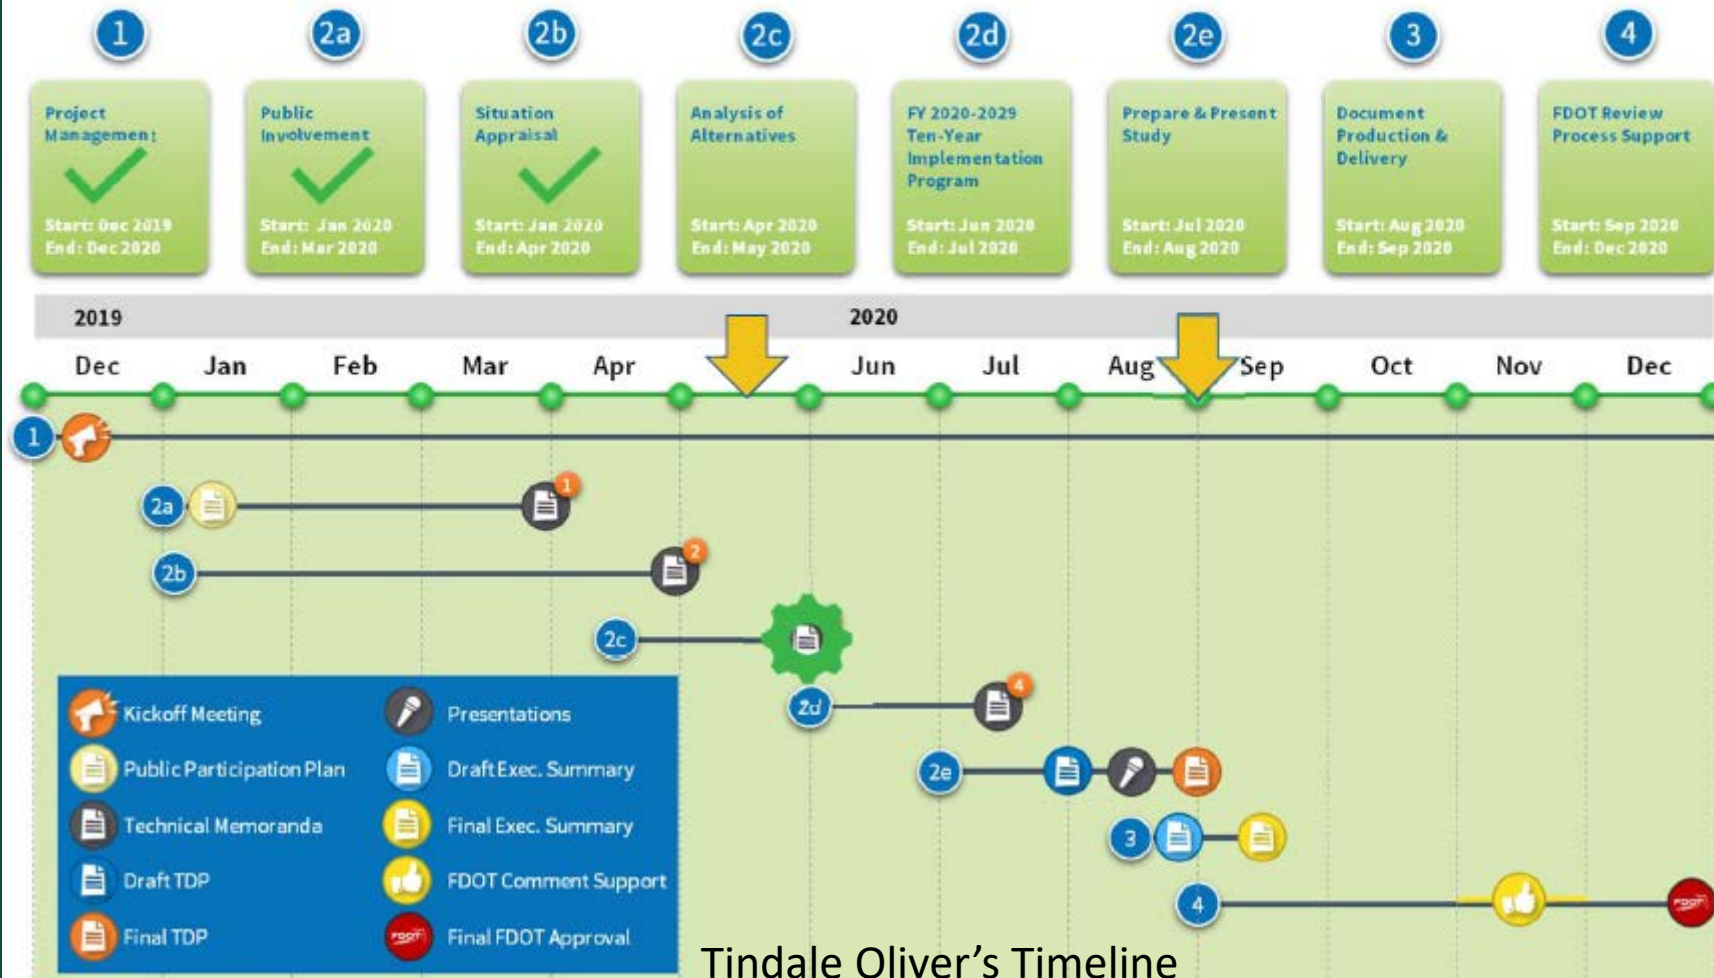 1
2a
2b
2c
2d
2e
3
4
Project
Management
Start: Dec 2019
End: Dec 2020
Public
Involvement
Start: Jan 2020
End: Mar 2020
Situation
Appraisal
Start: Jan 2020
End: Apr 2020
Analysis of
Alternatives
Start: Apr 2020
End: May 2020
FY 2020-2029
Ten-Year
Implementation
Program
Start: Jun 2020
End: Jul 2020
Prepare & Present
Study
Start: Jul 2020
End: Aug 2020
Document
Production &
Delivery
Start: Aug 2020
End: Sep 2020
FDOT Review
Process Support
Start: Sep 2020
End: Dec 2020
2019 2020
Dec Jan Feb Mar Apr Jun Jul Aug Sep Oct Nov Dec
1
2a 1
2b 2
2c
2d 4
2e
3
4 FDOT
Kickoff Meeting
Public Participation Plan
Technical Memoranda
Draft TDP
Final TDP
Presentations
Draft Exec. Summary
Final Exec. Summary
FDOT Comment Support
FDOT Final FDOT Approval
Tindale Oliver's Timeline